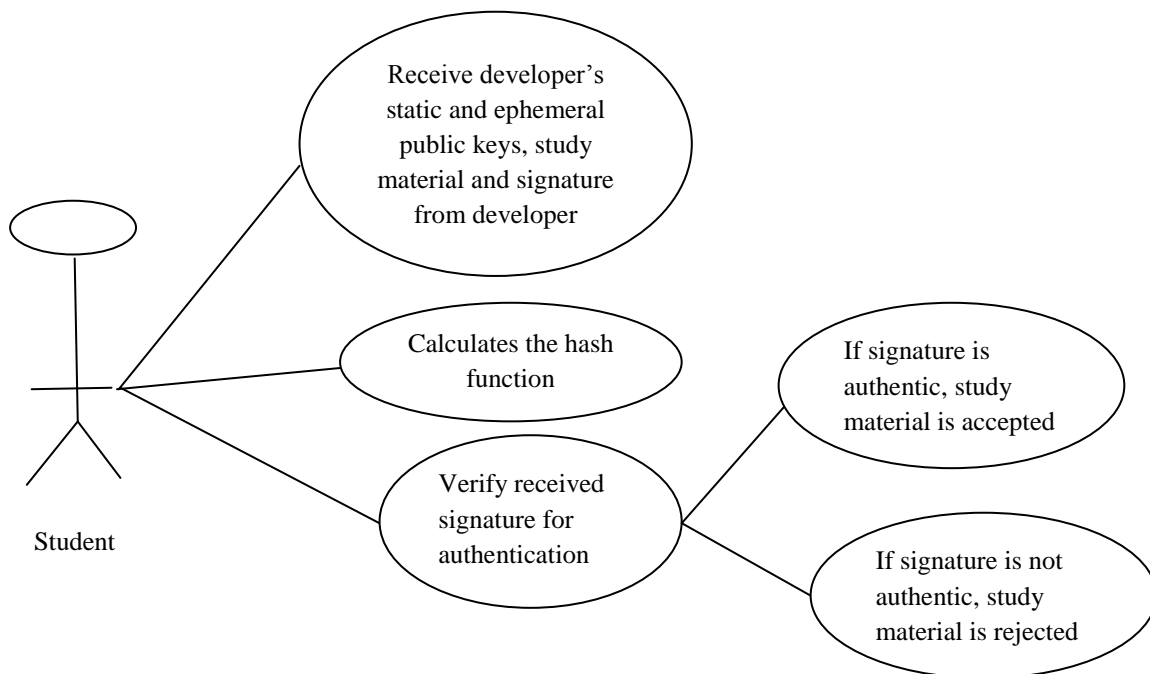 Receive developer’s
static and ephemeral
public keys, study
material and signature
from developer
Calculates the hash
function
If signature is
authentic, study
material is accepted
Verify received
signature for
authentication
Student
If signature is not
authentic, study
material is rejected